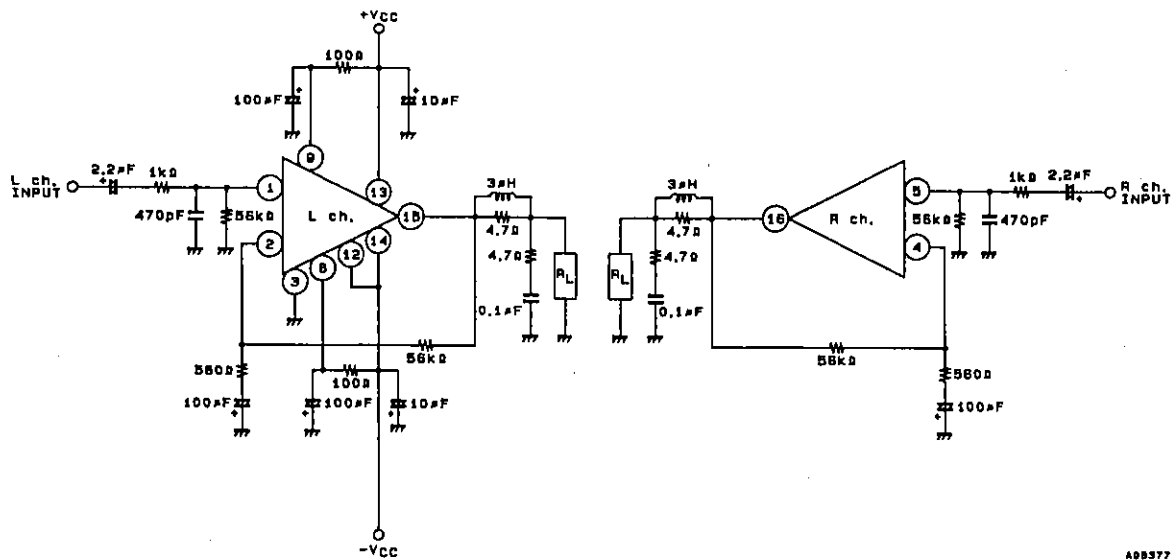 +VCC
100Ω
100µF
10µF
9
L ch.
INPUT
2.2µF
1kΩ
470pF
56kΩ
1
2
3
8
12
14
13
15
L ch.
3µH
4.7Ω
4.7Ω
0.1µF
RL
56kΩ
560Ω
100µF
100µF
100Ω
10µF
-VCC
3µH
4.7Ω
4.7Ω
0.1µF
RL
16
R ch.
5
4
56kΩ
470pF
1kΩ
2.2µF
R ch.
INPUT
56kΩ
560Ω
100µF